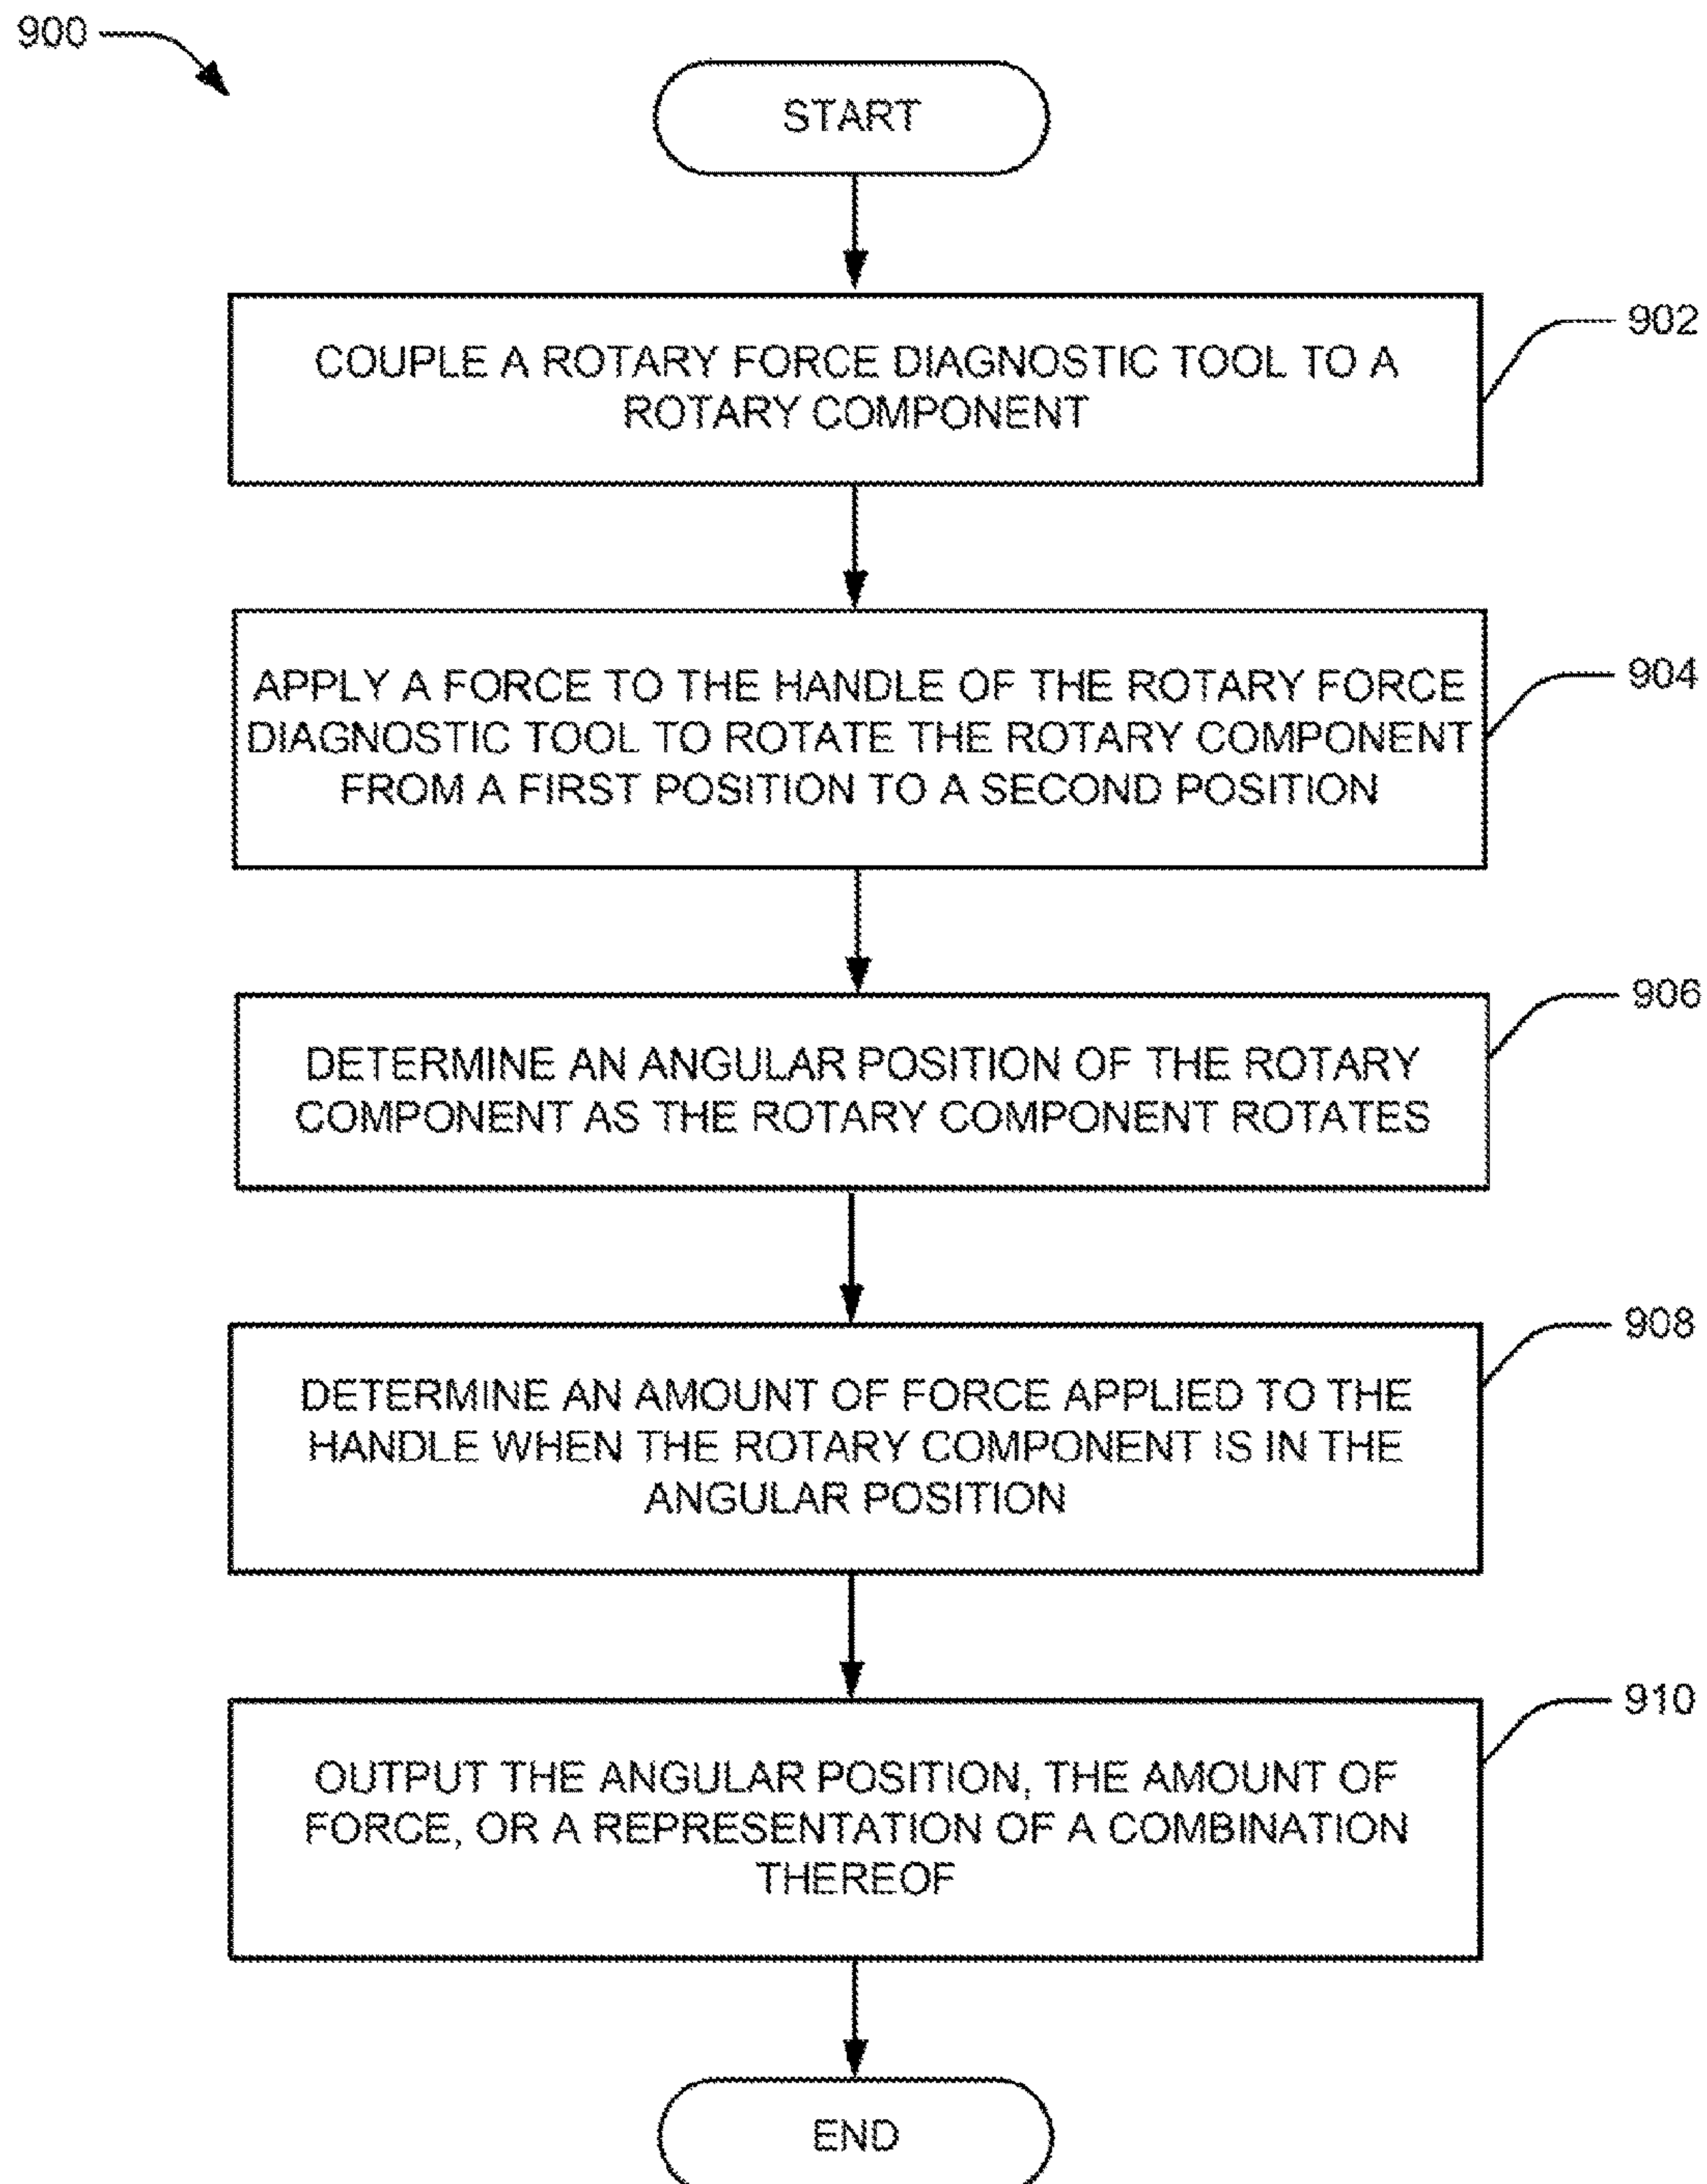 900
START
COUPLE A ROTARY FORCE DIAGNOSTIC TOOL TO A
ROTARY COMPONENT
902
APPLY A FORCE TO THE HANDLE OF THE ROTARY FORCE
DIAGNOSTIC TOOL TO ROTATE THE ROTARY COMPONENT
FROM A FIRST POSITION TO A SECOND POSITION
904
DETERMINE AN ANGULAR POSITION OF THE ROTARY
COMPONENT AS THE ROTARY COMPONENT ROTATES
906
DETERMINE AN AMOUNT OF FORCE APPLIED TO THE
HANDLE WHEN THE ROTARY COMPONENT IS IN THE
ANGULAR POSITION
908
OUTPUT THE ANGULAR POSITION, THE AMOUNT OF
FORCE, OR A REPRESENTATION OF A COMBINATION
THEREOF
910
END